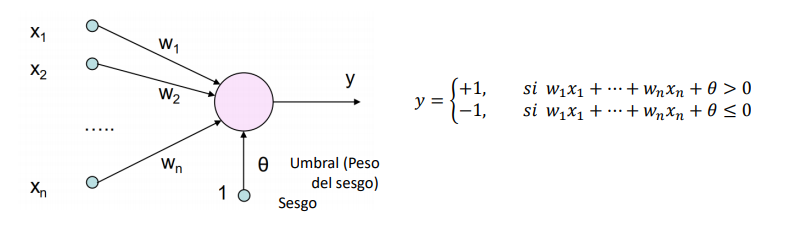 x₁
w₁
x₂
w₂
y
.....
wₙ
θ
Umbral (Peso
del sesgo)
xₙ
1
Sesgo
y = {+1, si w₁x₁ + ⋯ + wₙxₙ + θ > 0
−1, si w₁x₁ + ⋯ + wₙxₙ + θ ≤ 0